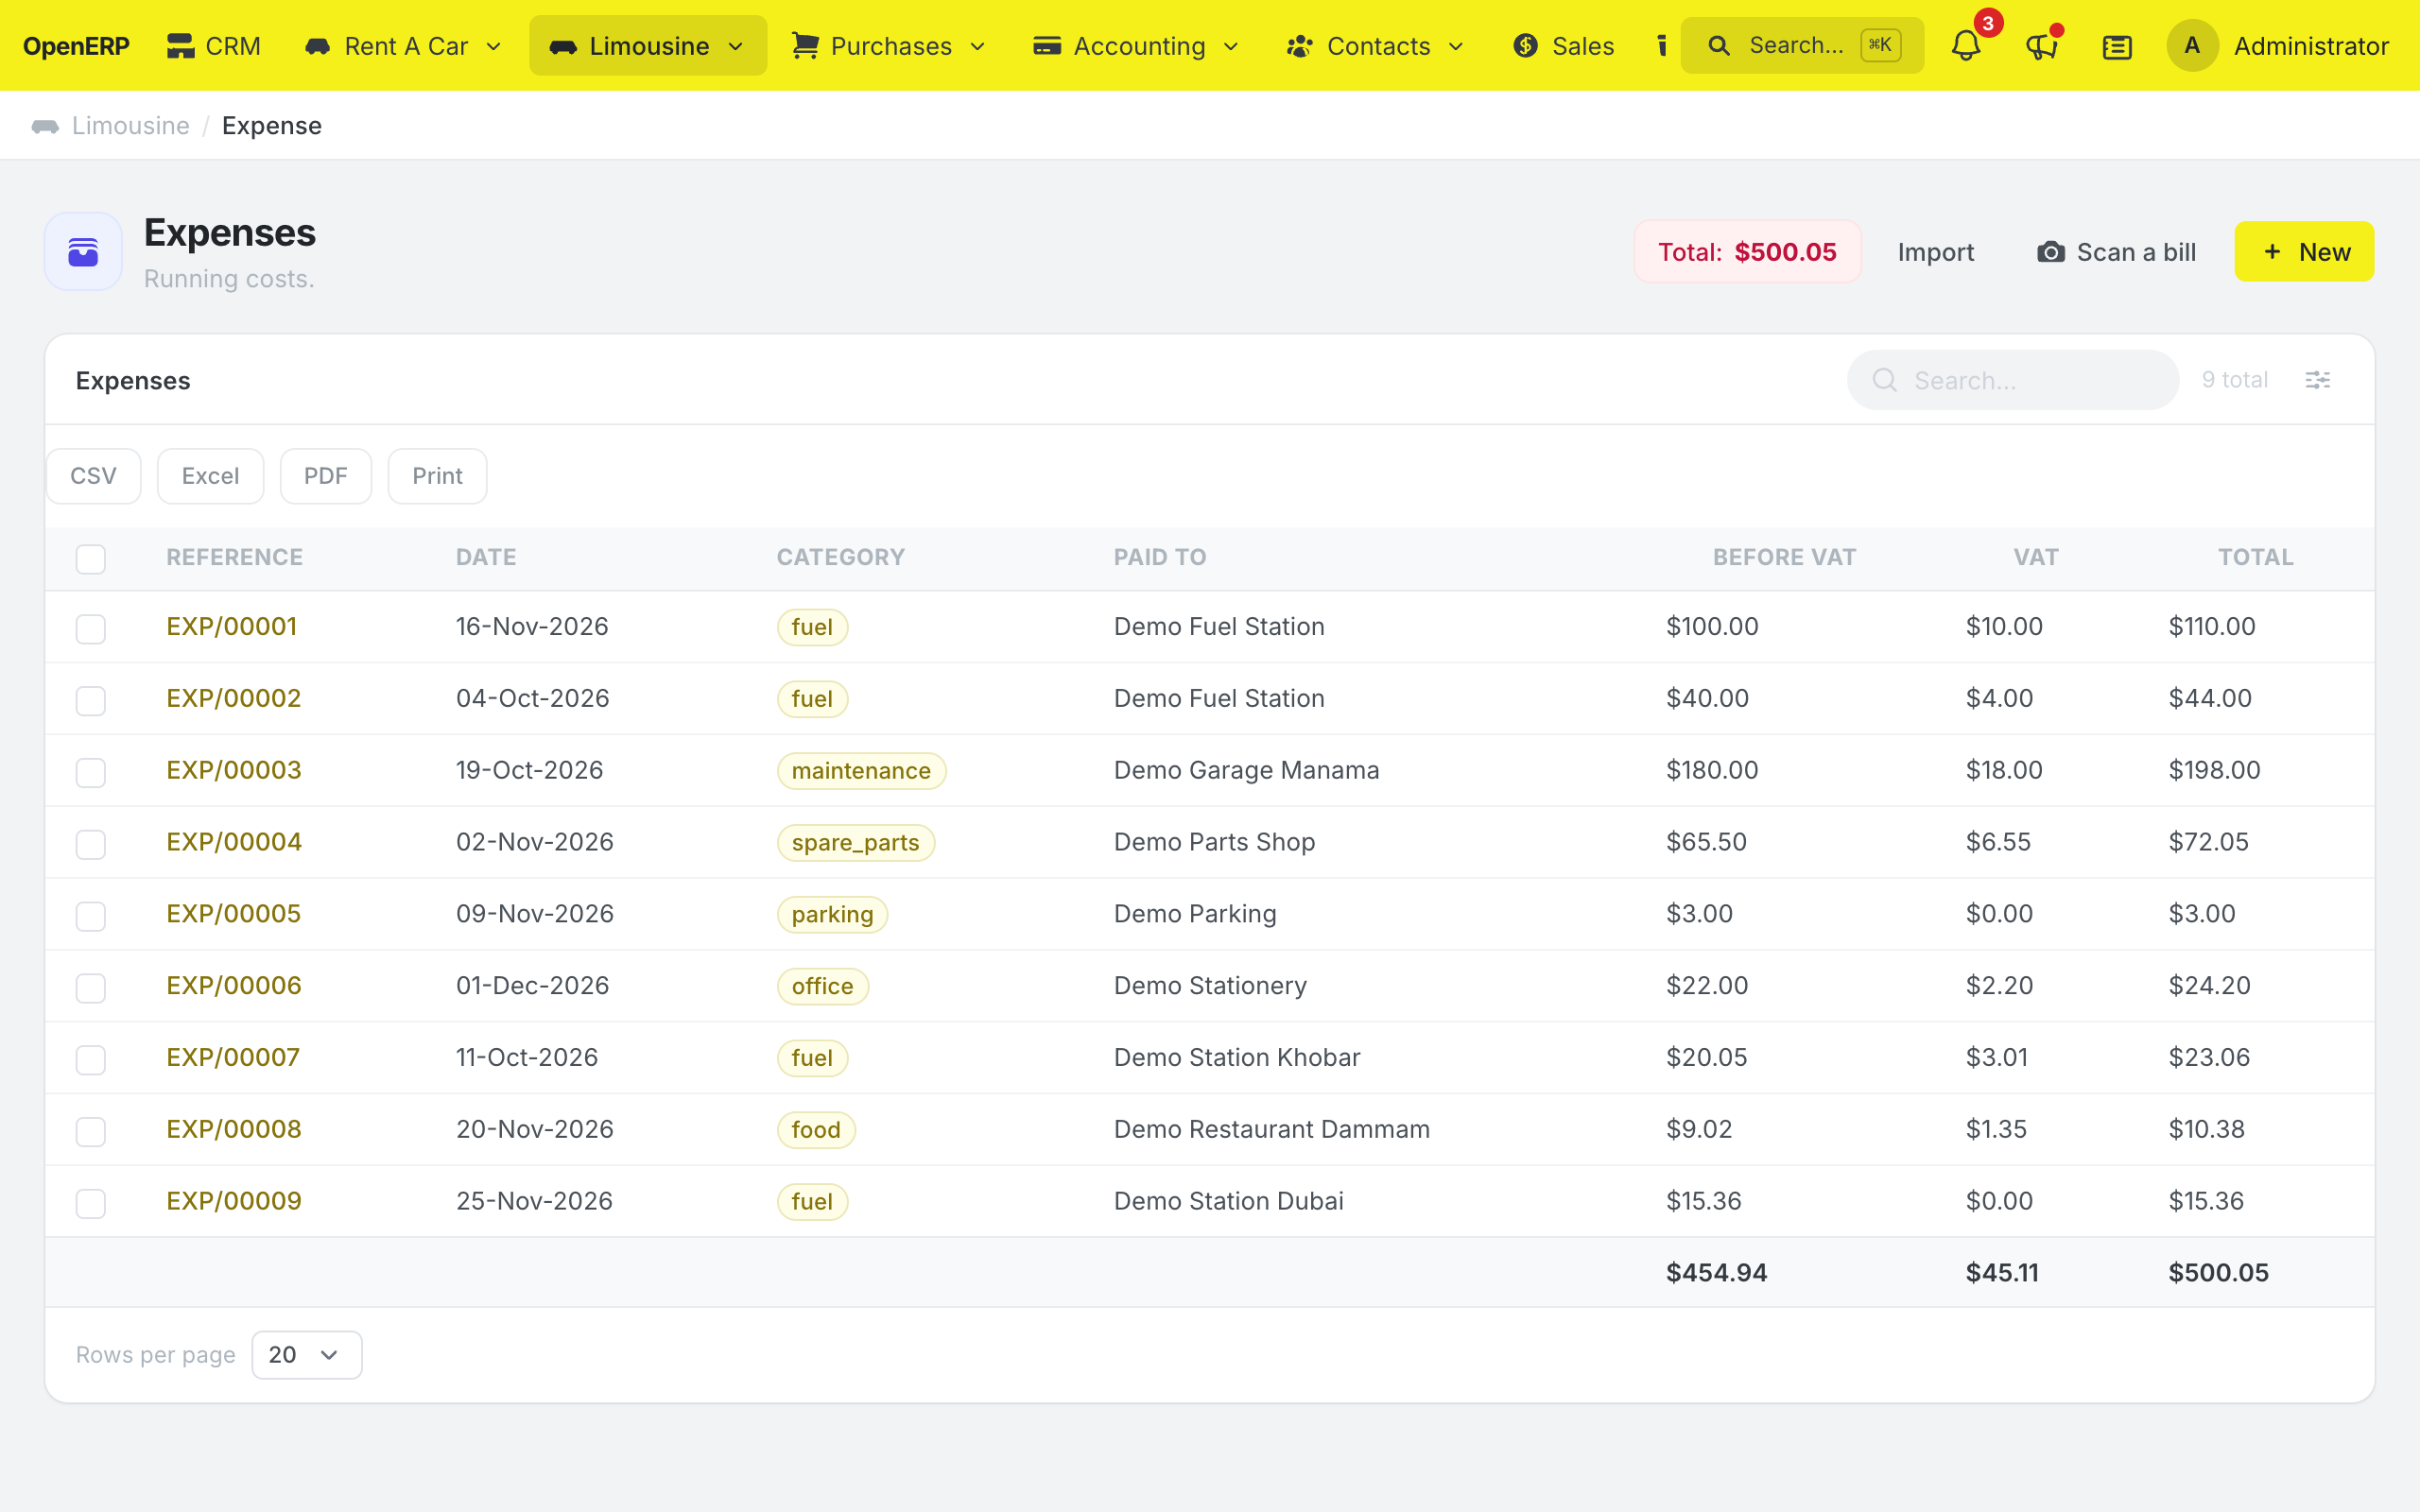 OpenERP CRM Rent A Car Limousine Purchases Accounting Contacts Sales Search... ⌘K 3 A Administrator
Limousine / Expense
Expenses
Running costs.
Total: $500.05 Import Scan a bill + New
Expenses Search... 9 total
CSV Excel PDF Print
REFERENCE DATE CATEGORY PAID TO BEFORE VAT VAT TOTAL
EXP/00001 16-Nov-2026 fuel Demo Fuel Station $100.00 $10.00 $110.00
EXP/00002 04-Oct-2026 fuel Demo Fuel Station $40.00 $4.00 $44.00
EXP/00003 19-Oct-2026 maintenance Demo Garage Manama $180.00 $18.00 $198.00
EXP/00004 02-Nov-2026 spare_parts Demo Parts Shop $65.50 $6.55 $72.05
EXP/00005 09-Nov-2026 parking Demo Parking $3.00 $0.00 $3.00
EXP/00006 01-Dec-2026 office Demo Stationery $22.00 $2.20 $24.20
EXP/00007 11-Oct-2026 fuel Demo Station Khobar $20.05 $3.01 $23.06
EXP/00008 20-Nov-2026 food Demo Restaurant Dammam $9.02 $1.35 $10.38
EXP/00009 25-Nov-2026 fuel Demo Station Dubai $15.36 $0.00 $15.36
$454.94 $45.11 $500.05
Rows per page 20